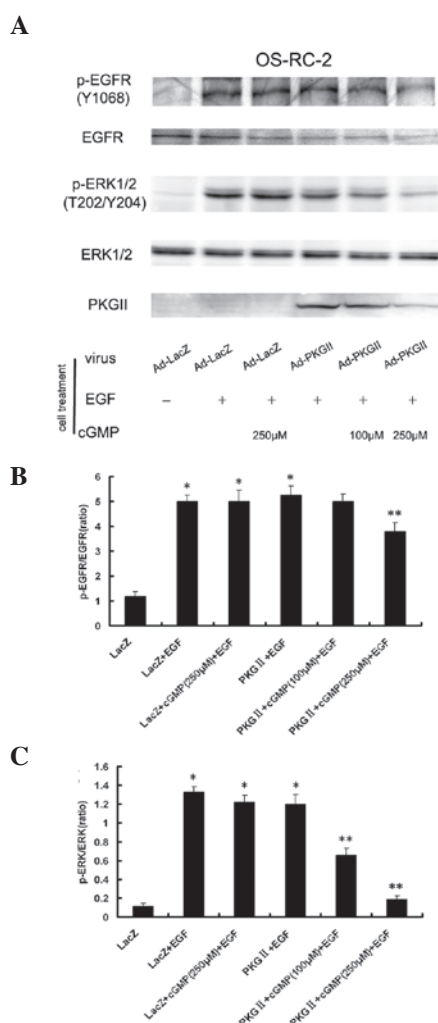 A
OS-RC-2
p-EGFR
(Y1068)
EGFR
p-ERK1/2
(T202/Y204)
ERK1/2
PKGII
cell treatment
virus Ad-LacZ Ad-LacZ Ad-LacZ Ad-PKGII Ad-PKGII Ad-PKGII
EGF – + + + + +
cGMP 250μM 100μM 250μM
B
p-EGFR/EGFR(ratio)
6
5
4
3
2
1
0
* * * **
LacZ
LacZ+EGF
LacZ+cGMP(250μM)+EGF
PKG II +EGF
PKG II +cGMP(100μM)+EGF
PKG II +cGMP(250μM)+EGF
C
p-ERK/ERK(ratio)
1.6
1.4
1.2
1
0.8
0.6
0.4
0.2
0
* * * ** **
LacZ
LacZ+EGF
LacZ+cGMP(250μM)+EGF
PKG II +EGF
PKG II +cGMP(100μM)+EGF
PKG II +cGMP(250μM)+EGF